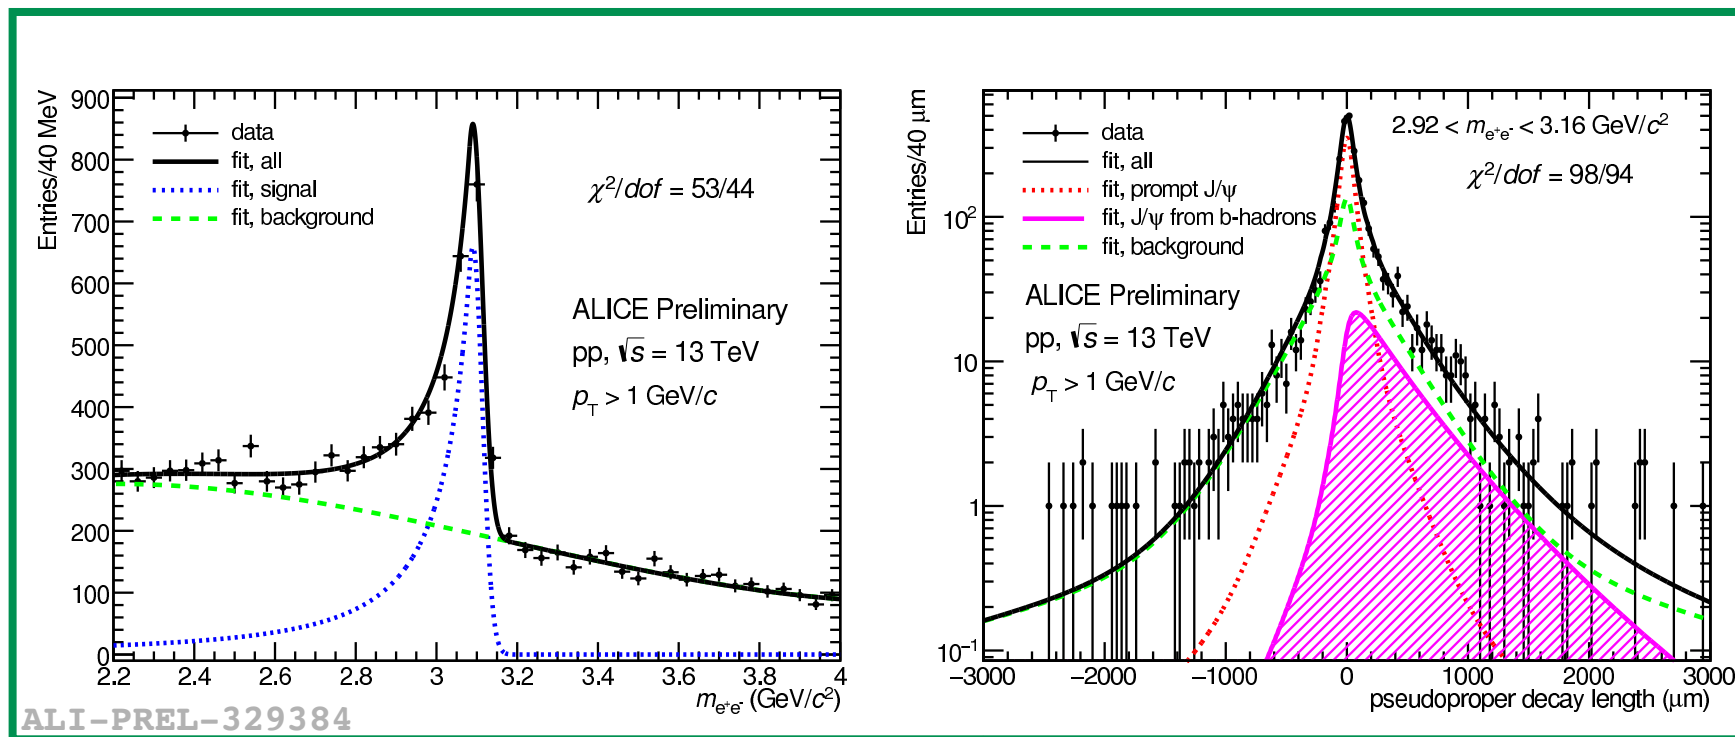 Entries/40 MeV
900
800
700
600
500
400
300
200
100
0
data
fit, all
fit, signal
fit, background
χ²/dof = 53/44
ALICE Preliminary
pp, √s = 13 TeV
p_T > 1 GeV/c
2.2 2.4 2.6 2.8 3 3.2 3.4 3.6 3.8 4
m_e⁺e⁻ (GeV/c²)
ALI-PREL-329384
Entries/40 μm
10²
10
1
10⁻¹
data
fit, all
fit, prompt J/ψ
fit, J/ψ from b-hadrons
fit, background
2.92 < m_e⁺e⁻ < 3.16 GeV/c²
χ²/dof = 98/94
ALICE Preliminary
pp, √s = 13 TeV
p_T > 1 GeV/c
−3000 −2000 −1000 0 1000 2000 3000
pseudoproper decay length (μm)